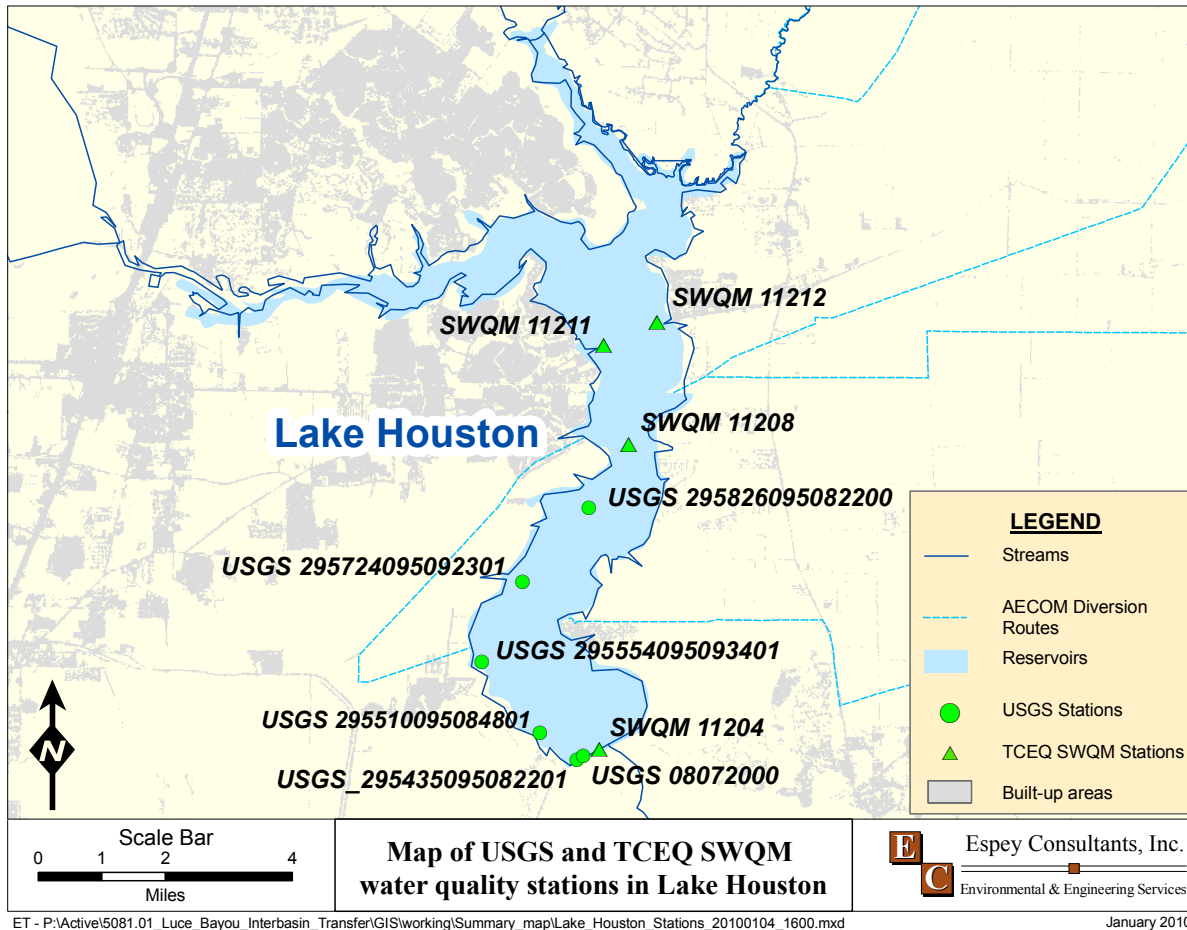 SWQM 11212
SWQM 11211
SWQM 11208
Lake Houston
USGS 295826095082200
USGS 295724095092301
USGS 295554095093401
USGS 295510095084801
SWQM 11204
USGS_295435095082201
USGS 08072000
N
LEGEND
Streams
AECOM Diversion
Routes
Reservoirs
USGS Stations
TCEQ SWQM Stations
Built-up areas
Scale Bar
0 1 2 4
Miles
Map of USGS and TCEQ SWQM
water quality stations in Lake Houston
E C
Espey Consultants, Inc.
Environmental & Engineering Services
ET - P:\Active\5081.01_Luce_Bayou_Interbasin_Transfer\GIS\working\Summary_map\Lake_Houston_Stations_20100104_1600.mxd
January 2010